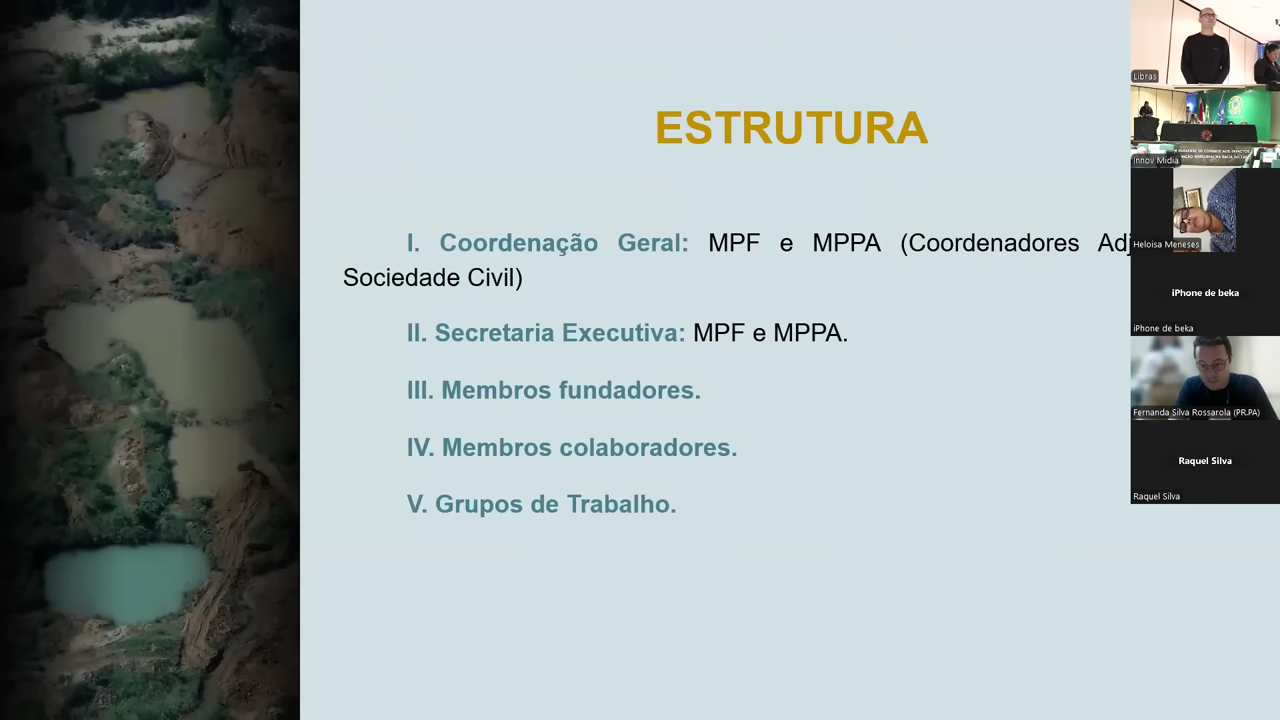 ESTRUTURA
I. Coordenação Geral: MPF e MPPA (Coordenadores Adj
Sociedade Civil)
II. Secretaria Executiva: MPF e MPPA.
III. Membros fundadores.
IV. Membros colaboradores.
V. Grupos de Trabalho.
Libras
Innov Midia
Heloisa Meneses
iPhone de beka
iPhone de beka
Fernanda Silva Rossarola (PR.PA)
Raquel Silva
Raquel Silva